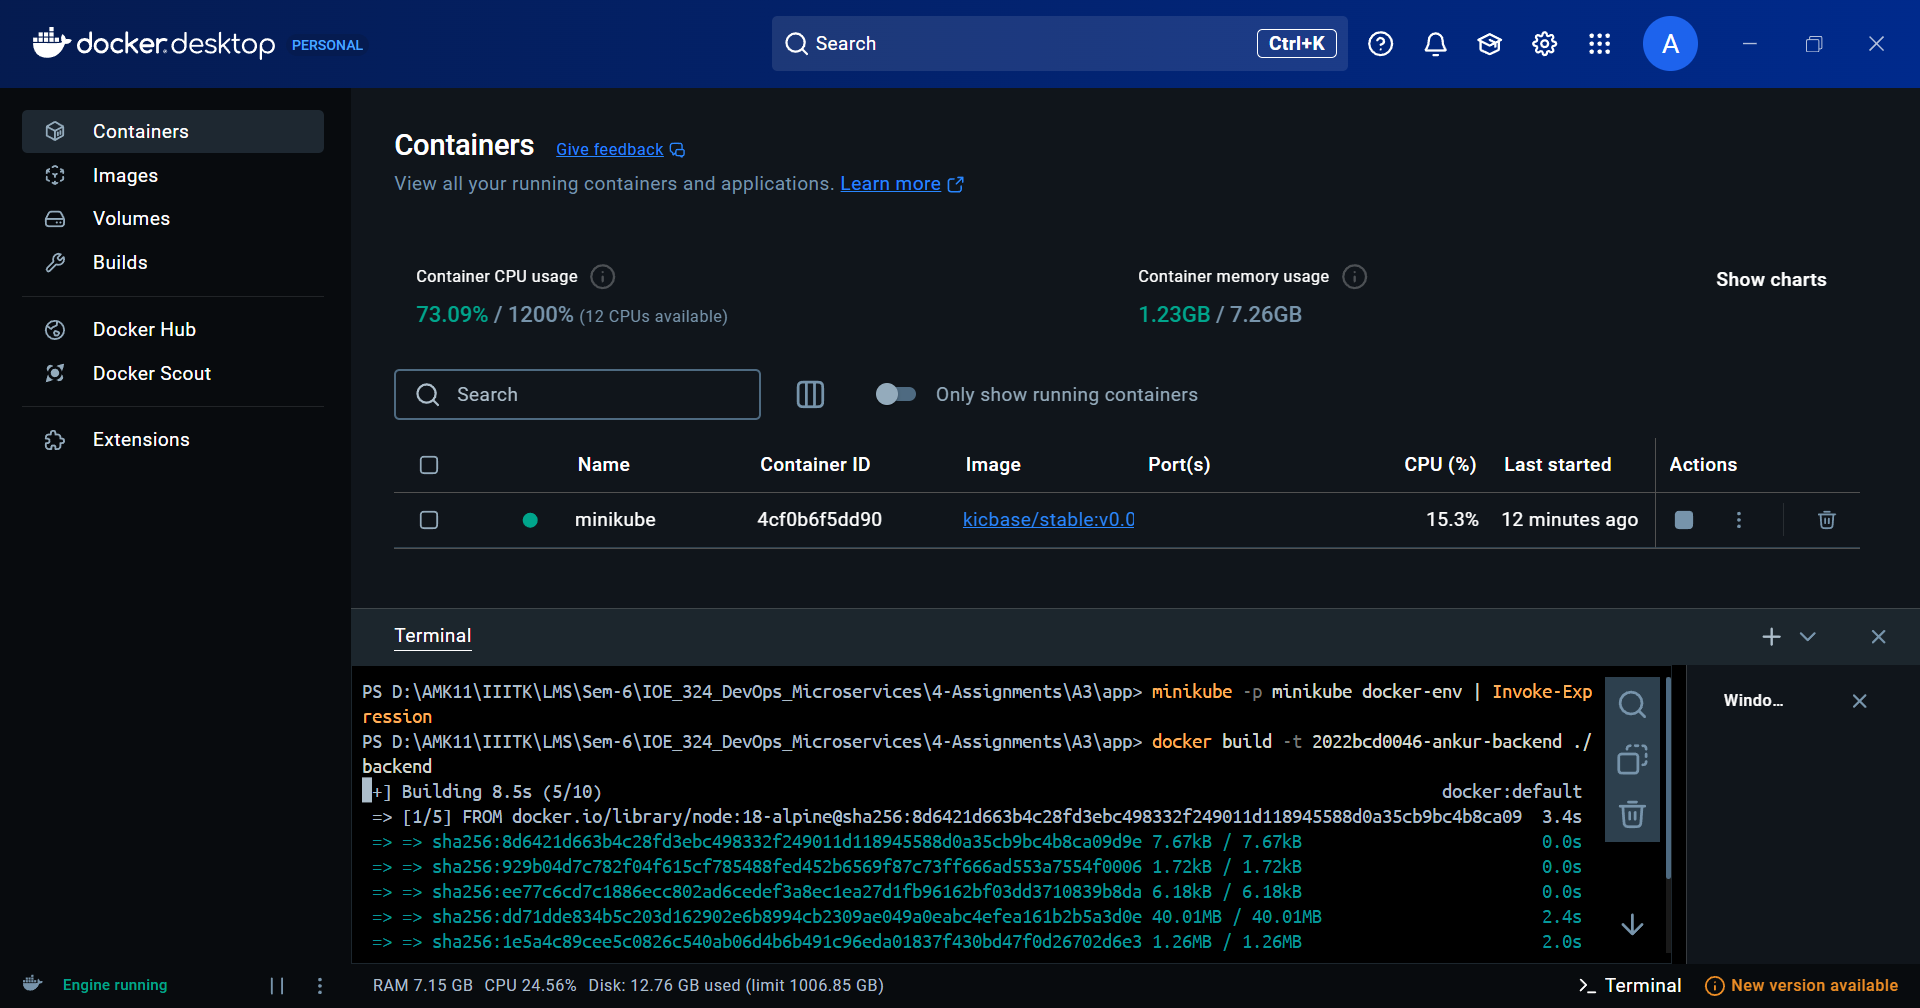 docker.desktop PERSONAL
Search
Ctrl+K
A
Containers
Images
Volumes
Builds
Docker Hub
Docker Scout
Extensions
Containers Give feedback
View all your running containers and applications. Learn more
Container CPU usage
73.09% / 1200% (12 CPUs available)
Container memory usage
1.23GB / 7.26GB
Show charts
Search
Only show running containers
Name Container ID Image Port(s) CPU (%) Last started Actions
minikube 4cf0b6f5dd90 kicbase/stable:v0.0 15.3% 12 minutes ago
Terminal
PS D:\AMK11\IIITK\LMS\Sem-6\IOE_324_DevOps_Microservices\4-Assignments\A3\app> minikube -p minikube docker-env | Invoke-Exp
ression
PS D:\AMK11\IIITK\LMS\Sem-6\IOE_324_DevOps_Microservices\4-Assignments\A3\app> docker build -t 2022bcd0046-ankur-backend ./
backend
+] Building 8.5s (5/10) docker:default
=> [1/5] FROM docker.io/library/node:18-alpine@sha256:8d6421d663b4c28fd3ebc498332f249011d118945588d0a35cb9bc4b8ca09 3.4s
=> => sha256:8d6421d663b4c28fd3ebc498332f249011d118945588d0a35cb9bc4b8ca09d9e 7.67kB / 7.67kB 0.0s
=> => sha256:929b04d7c782f04f615cf785488fed452b6569f87c73ff666ad553a7554f0006 1.72kB / 1.72kB 0.0s
=> => sha256:ee77c6cd7c1886ecc802ad6cedef3a8ec1ea27d1fb96162bf03dd3710839b8da 6.18kB / 6.18kB 0.0s
=> => sha256:dd71dde834b5c203d162902e6b8994cb2309ae049a0eabc4efea161b2b5a3d0e 40.01MB / 40.01MB 2.4s
=> => sha256:1e5a4c89cee5c0826c540ab06d4b6b491c96eda01837f430bd47f0d26702d6e3 1.26MB / 1.26MB 2.0s
Windo...
Engine running
RAM 7.15 GB CPU 24.56% Disk: 12.76 GB used (limit 1006.85 GB)
Terminal
New version available